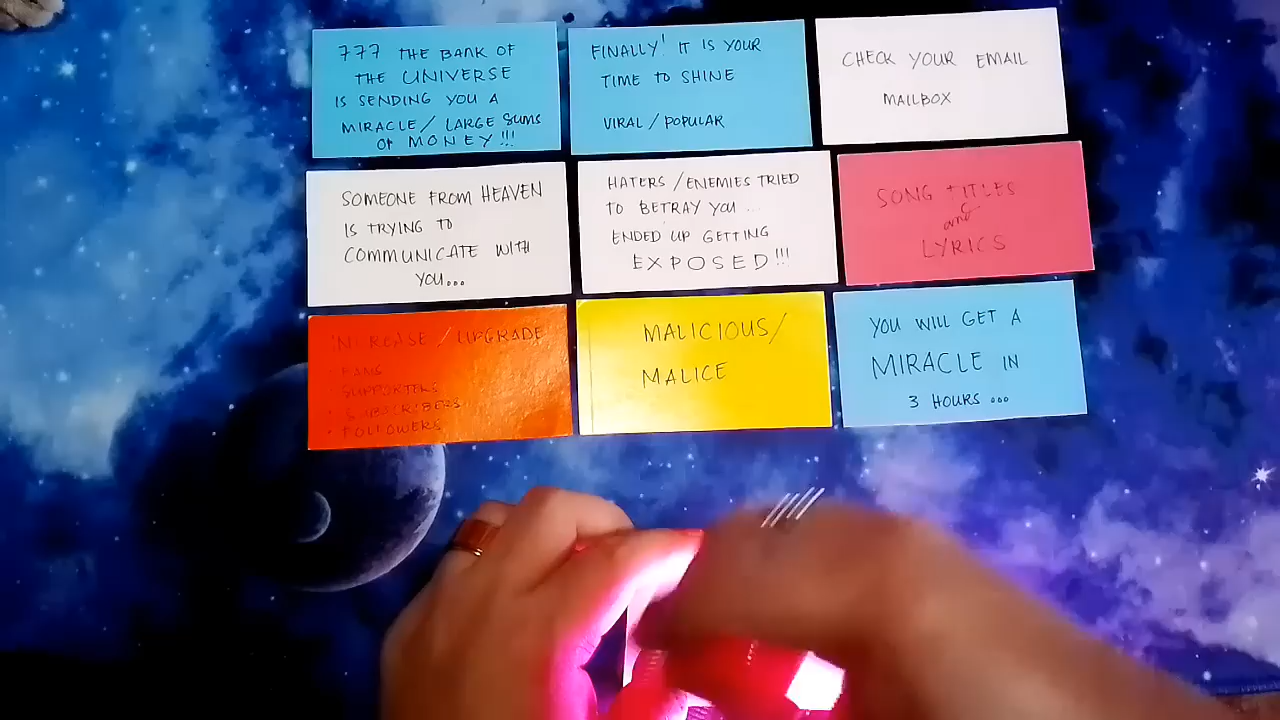 777 THE BANK OF
THE UNIVERSE
IS SENDING YOU A
MIRACLE / LARGE SUMS
OF MONEY!!!
FINALLY! IT IS YOUR
TIME TO SHINE
VIRAL / POPULAR
CHECK YOUR EMAIL
MAILBOX
SOMEONE FROM HEAVEN
IS TRYING TO
COMMUNICATE WITH
YOU...
HATERS / ENEMIES TRIED
TO BETRAY YOU ...
ENDED UP GETTING
EXPOSED!!!
SONG TITLES
&
and
LYRICS
INCREASE / UPGRADE
· FANS
· SUPPORTERS
· SUBSCRIBERS
· FOLLOWERS
MALICIOUS/
MALICE
YOU WILL GET A
MIRACLE IN
3 HOURS ...